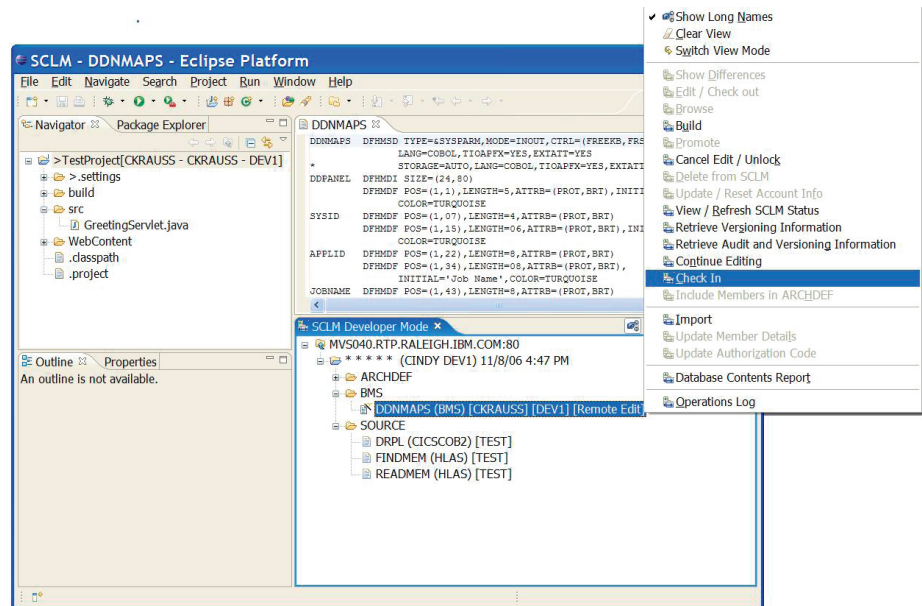 SCLM - DDNMAPS - Eclipse Platform
File Edit Navigate Search Project Run Window Help
Navigator Package Explorer
>TestProject[CKRAUSS - CKRAUSS - DEV1]
>.settings
build
src
GreetingServlet.java
WebContent
.classpath
.project
Outline Properties
An outline is not available.
DDNMAPS
DDNMAPS DFHMSD TYPE=&SYSPARM,MODE=INOUT,CTRL=(FREEKB,FRS
LANG=COBOL,TIOAPFX=YES,EXTATT=YES
* STORAGE=AUTO,LANG=COBOL,TIOAPFX=YES,EXTATT
DDPANEL DFHMDI SIZE=(24,80)
DFHMDF POS=(1,1),LENGTH=5,ATTRB=(PROT,BRT),INITI
COLOR=TURQUOISE
SYSID DFHMDF POS=(1,07),LENGTH=4,ATTRB=(PROT,BRT)
DFHMDF POS=(1,15),LENGTH=06,ATTRB=(PROT,BRT),INI
COLOR=TURQUOISE
APPLID DFHMDF POS=(1,22),LENGTH=8,ATTRB=(PROT,BRT)
DFHMDF POS=(1,34),LENGTH=08,ATTRB=(PROT,BRT),
INITIAL='Job Name',COLOR=TURQUOISE
JOBNAME DFHMDF POS=(1,43),LENGTH=8,ATTRB=(PROT,BRT)
SCLM Developer Mode
MVS040.RTP.RALEIGH.IBM.COM:80
* * * * * (CINDY DEV1) 11/8/06 4:47 PM
ARCHDEF
BMS
DDNMAPS (BMS) [CKRAUSS] [DEV1] [Remote Edit]
SOURCE
DRPL (CICSCOB2) [TEST]
FINDMEM (HLAS) [TEST]
READMEM (HLAS) [TEST]
Show Long Names
Clear View
Switch View Mode
Show Differences
Edit / Check out
Browse
Build
Promote
Cancel Edit / Unlock
Delete from SCLM
Update / Reset Account Info
View / Refresh SCLM Status
Retrieve Versioning Information
Retrieve Audit and Versioning Information
Continue Editing
Check In
Include Members in ARCHDEF
Import
Update Member Details
Update Authorization Code
Database Contents Report
Operations Log